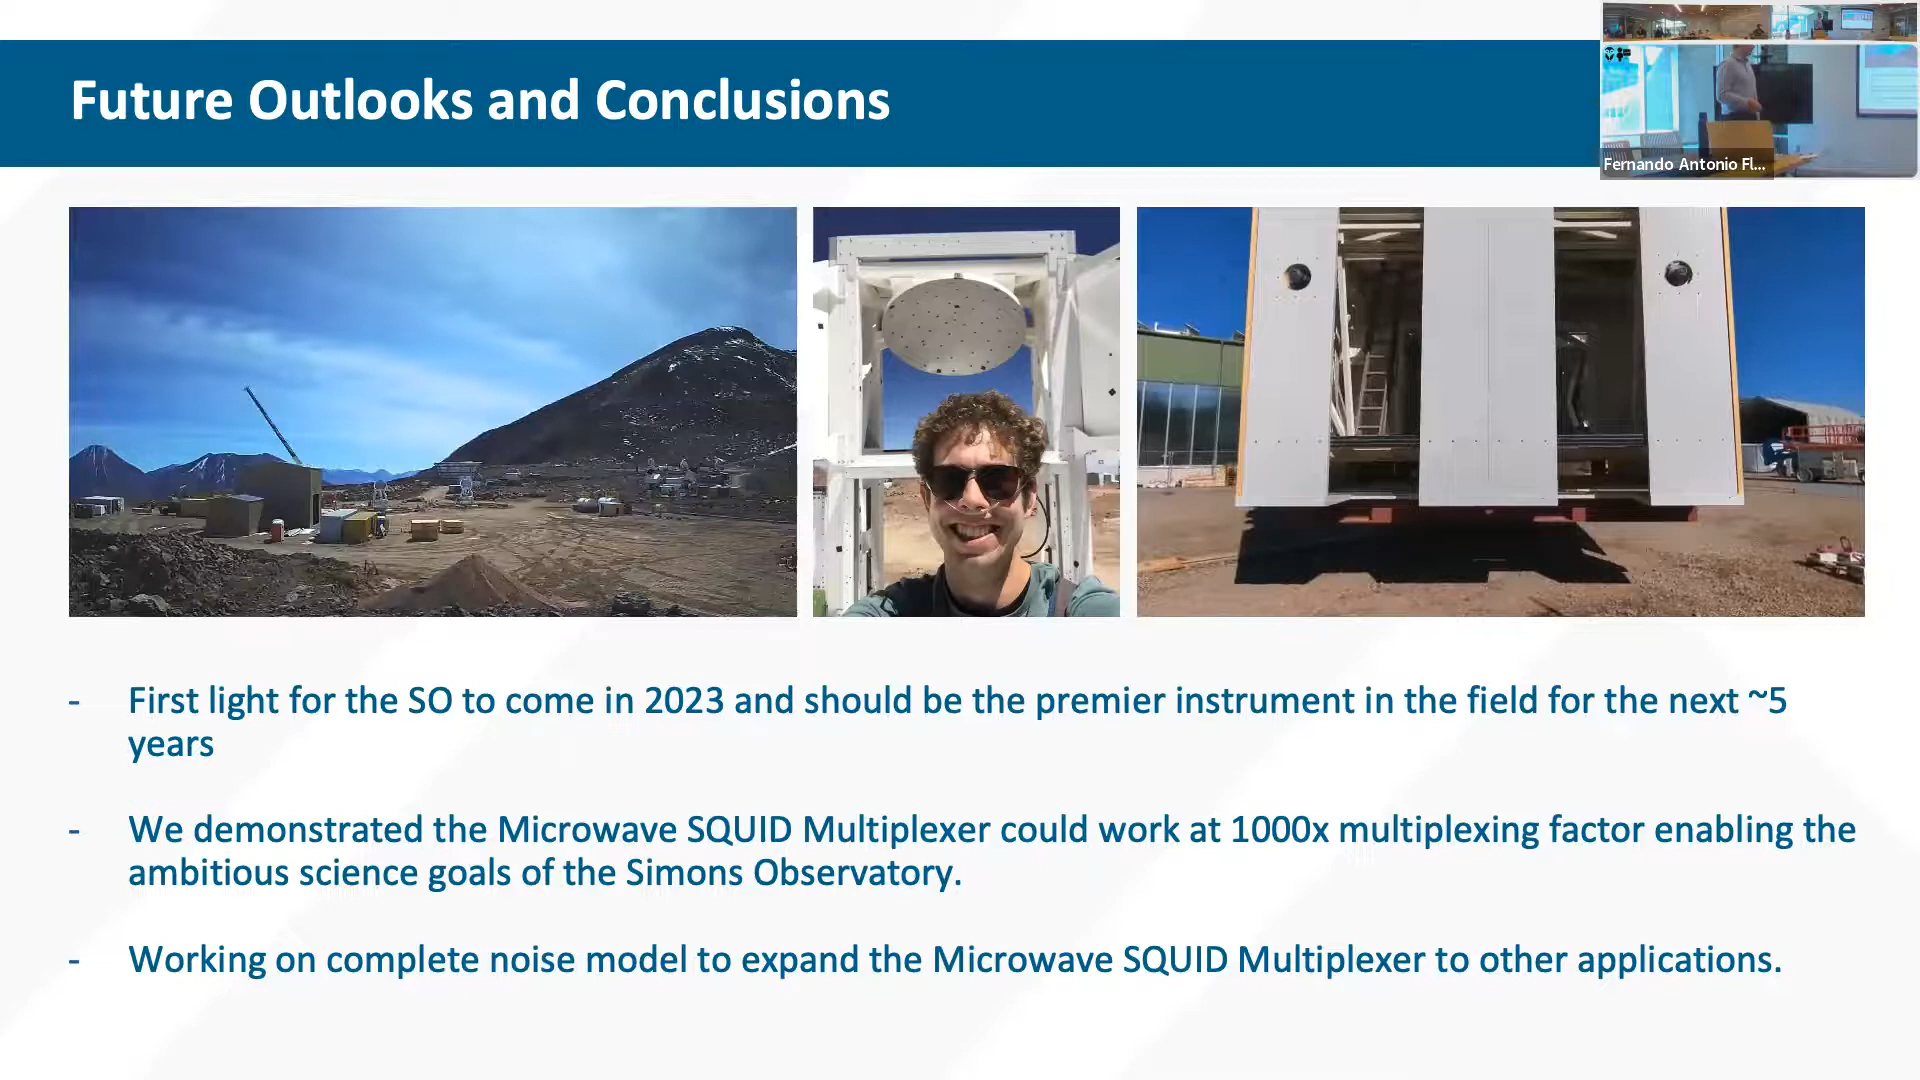 Future Outlooks and Conclusions
Fernando Antonio Fl...
- First light for the SO to come in 2023 and should be the premier instrument in the field for the next ~5
years
- We demonstrated the Microwave SQUID Multiplexer could work at 1000x multiplexing factor enabling the
ambitious science goals of the Simons Observatory.
- Working on complete noise model to expand the Microwave SQUID Multiplexer to other applications.